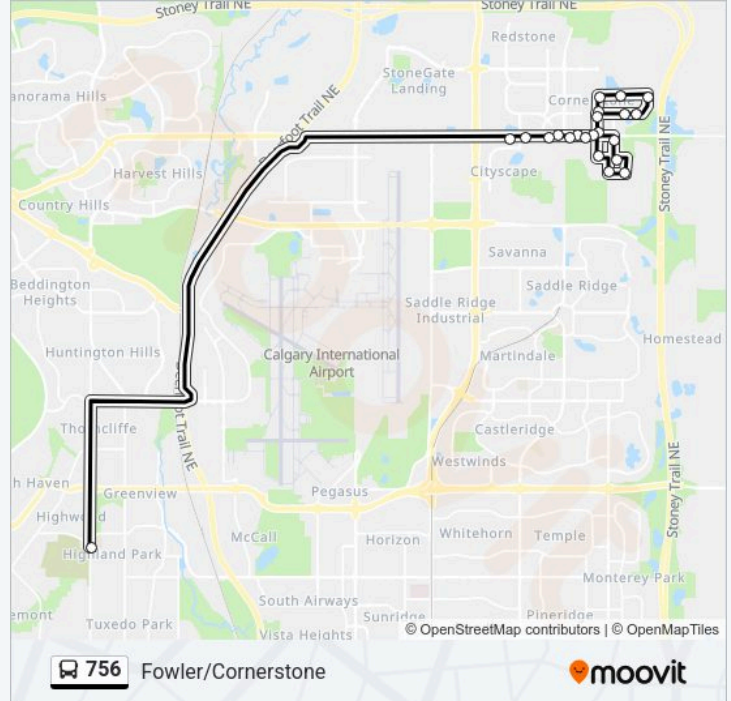 Stoney Trail NE
Stoney Trail NE
Redstone
StoneGate
Landing
anorama Hills
Corne
Stoney Trail NE
Harvest Hills
Cityscape
Country Hills
Savanna
Beddington
Heights
Saddle Ridge
Saddle Ridge
Industrial
Homestead
Huntington Hills
Calgary International
Airport
Martindale
Castleridge
Westwinds
h Haven
Greenview
Pegasus
Stoney Trail NE
McCall
Horizon
Whitehorn
Temple
Highland Park
Monterey Park
South Airways
emont
Tuxedo Park
Vista Heights
Sunridge
Pineridge
© OpenStreetMap contributors | © OpenMapTiles
756
Fowler/Cornerstone
moovit